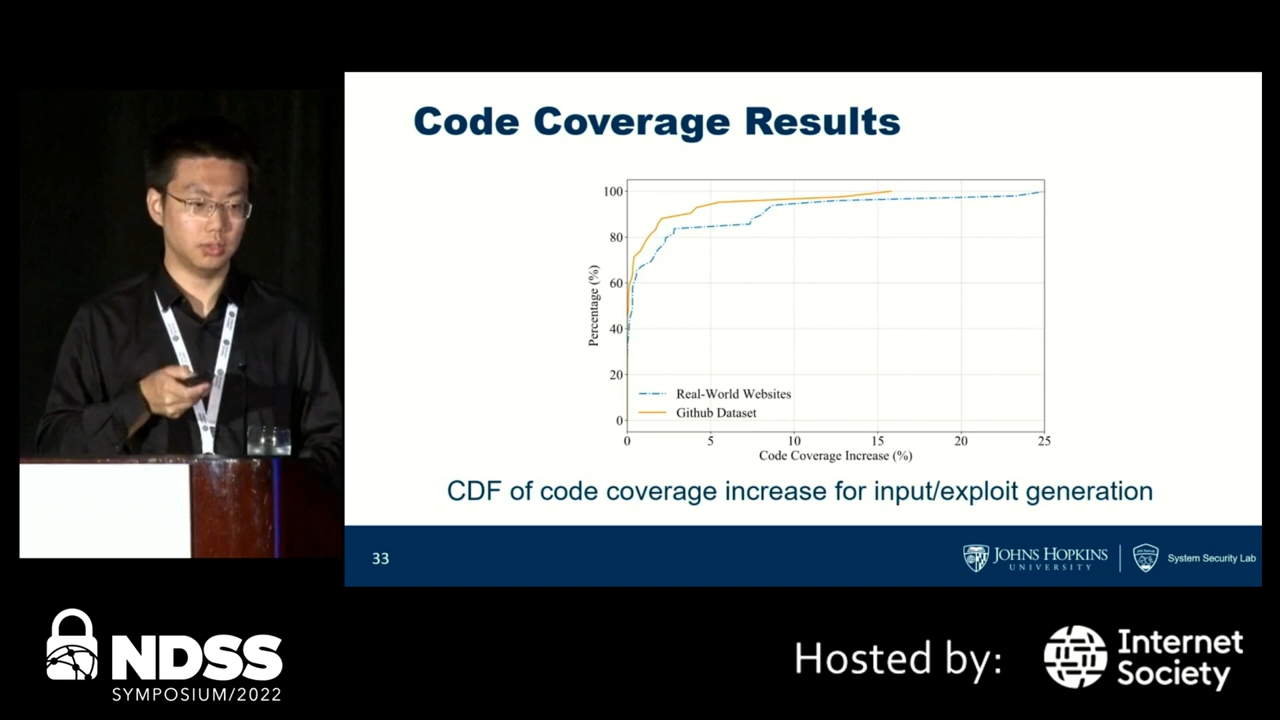 Code Coverage Results
100
80
60
40
20
0
Percentage (%)
Real-World Websites
Github Dataset
0 5 10 15 20 25
Code Coverage Increase (%)
CDF of code coverage increase for input/exploit generation
33
JOHNS HOPKINS
UNIVERSITY
System Security Lab
NDSS
SYMPOSIUM/2022
Hosted by:
Internet
Society